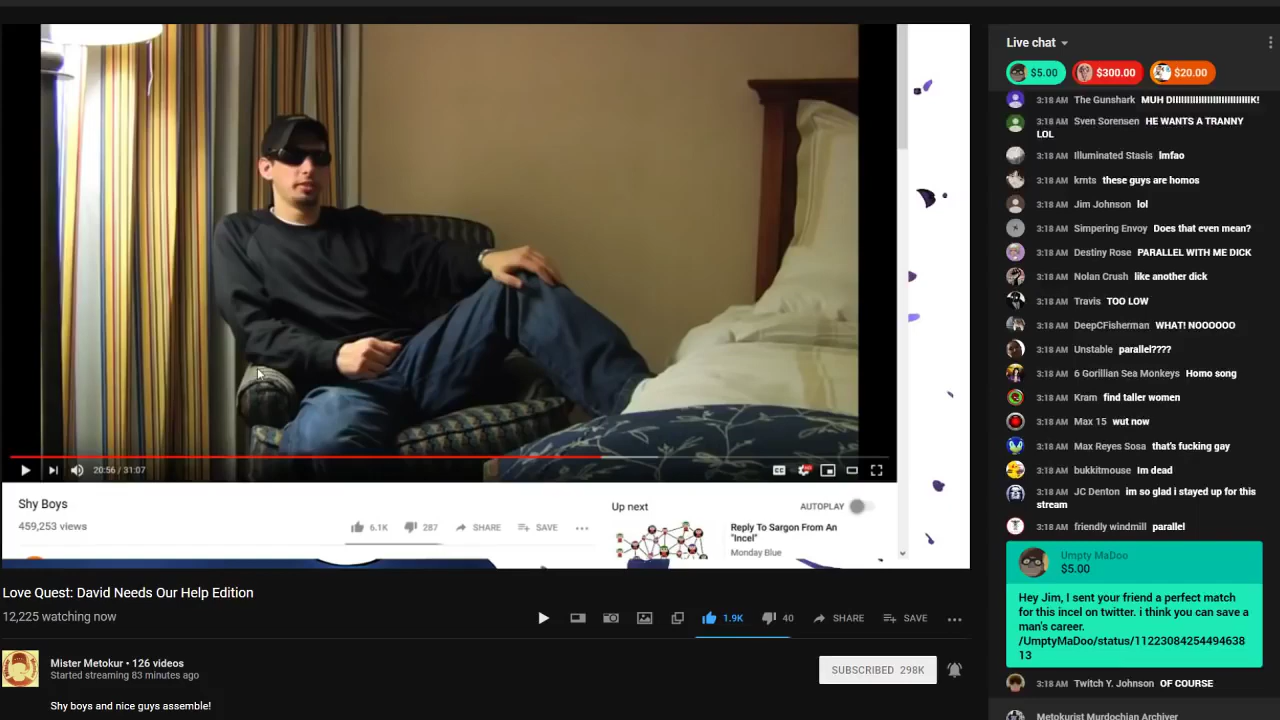 20:56 / 31:07
Shy Boys
459,253 views
6.1K
287
SHARE
SAVE
Up next
AUTOPLAY
Reply To Sargon From An
"Incel"
Monday Blue
Love Quest: David Needs Our Help Edition
12,225 watching now
1.9K
40
SHARE
SAVE
Mister Metokur • 126 videos
Started streaming 83 minutes ago
SUBSCRIBED 298K
Shy boys and nice guys assemble!
Live chat
$5.00
$300.00
$20.00
3:18 AM Sven Sorensen HE WANTS A TRANNY
LOL
3:18 AM Illuminated Stasis lmfao
3:18 AM kmts these guys are homos
3:18 AM Jim Johnson lol
3:18 AM Simpering Envoy Does that even mean?
3:18 AM Destiny Rose PARALLEL WITH ME DICK
3:18 AM Nolan Crush like another dick
3:18 AM Travis TOO LOW
3:18 AM DeepCFisherman WHAT! NOOOOOO
3:18 AM Unstable parallel????
3:18 AM 6 Gorillian Sea Monkeys Homo song
3:18 AM Kram find taller women
3:18 AM Max 15 wut now
3:18 AM Max Reyes Sosa that's fucking gay
3:18 AM bukkitmouse Im dead
3:18 AM JC Denton im so glad i stayed up for this
stream
3:18 AM friendly windmill parallel
Umpty MaDoo
$5.00
Hey Jim, I sent your friend a perfect match
for this incel on twitter. i think you can save a
man's career.
/UmptyMaDoo/status/11223084254494638
13
3:18 AM Twitch Y. Johnson OF COURSE
Metokurist Murdochian Archiver